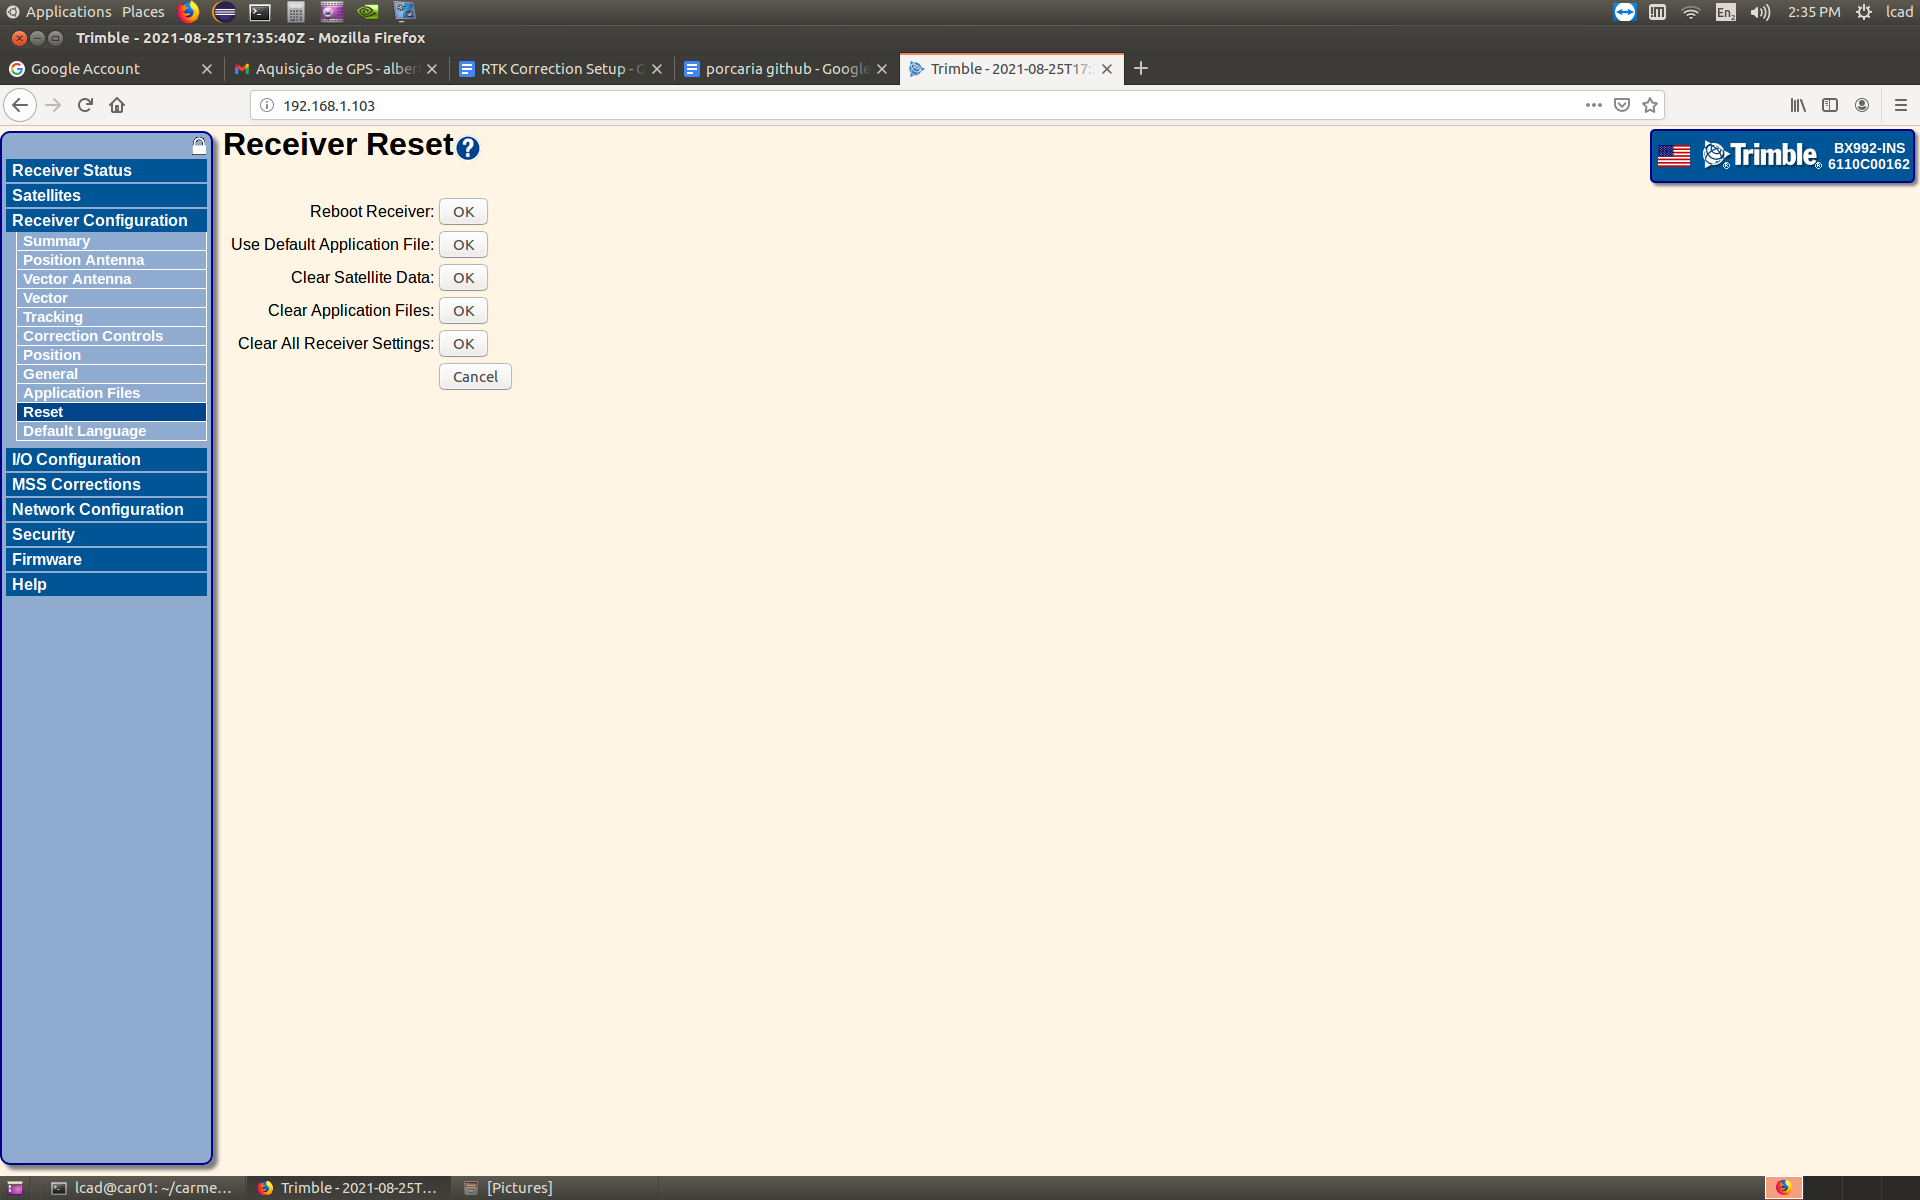 Applications Places En2 2:35 PM lcad
Trimble - 2021-08-25T17:35:40Z - Mozilla Firefox
Google Account
Aquisição de GPS - alber
RTK Correction Setup - G
porcaria github - Google
Trimble - 2021-08-25T17:
192.168.1.103
Receiver Status
Satellites
Receiver Configuration
Summary
Position Antenna
Vector Antenna
Vector
Tracking
Correction Controls
Position
General
Application Files
Reset
Default Language
I/O Configuration
MSS Corrections
Network Configuration
Security
Firmware
Help
Receiver Reset
Reboot Receiver: OK
Use Default Application File: OK
Clear Satellite Data: OK
Clear Application Files: OK
Clear All Receiver Settings: OK
Cancel
Trimble
BX992-INS
6110C00162
lcad@car01: ~/carme...
Trimble - 2021-08-25T...
[Pictures]